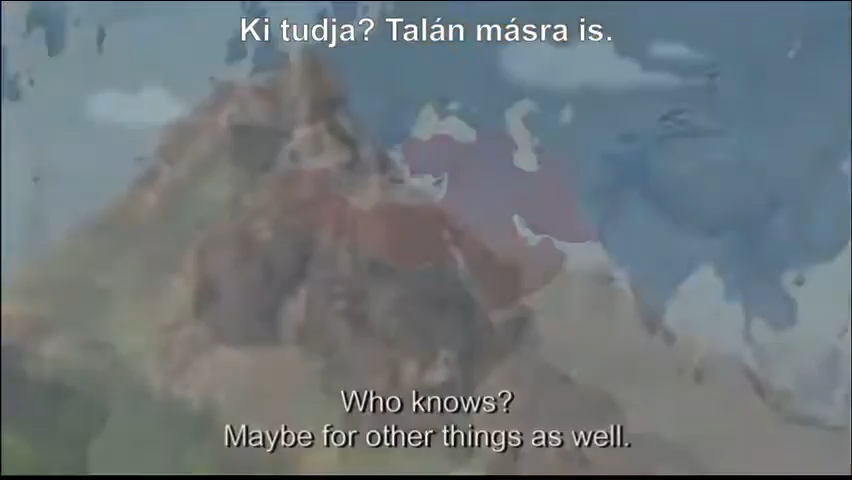 Ki tudja? Talán másra is.
Who knows?
Maybe for other things as well.